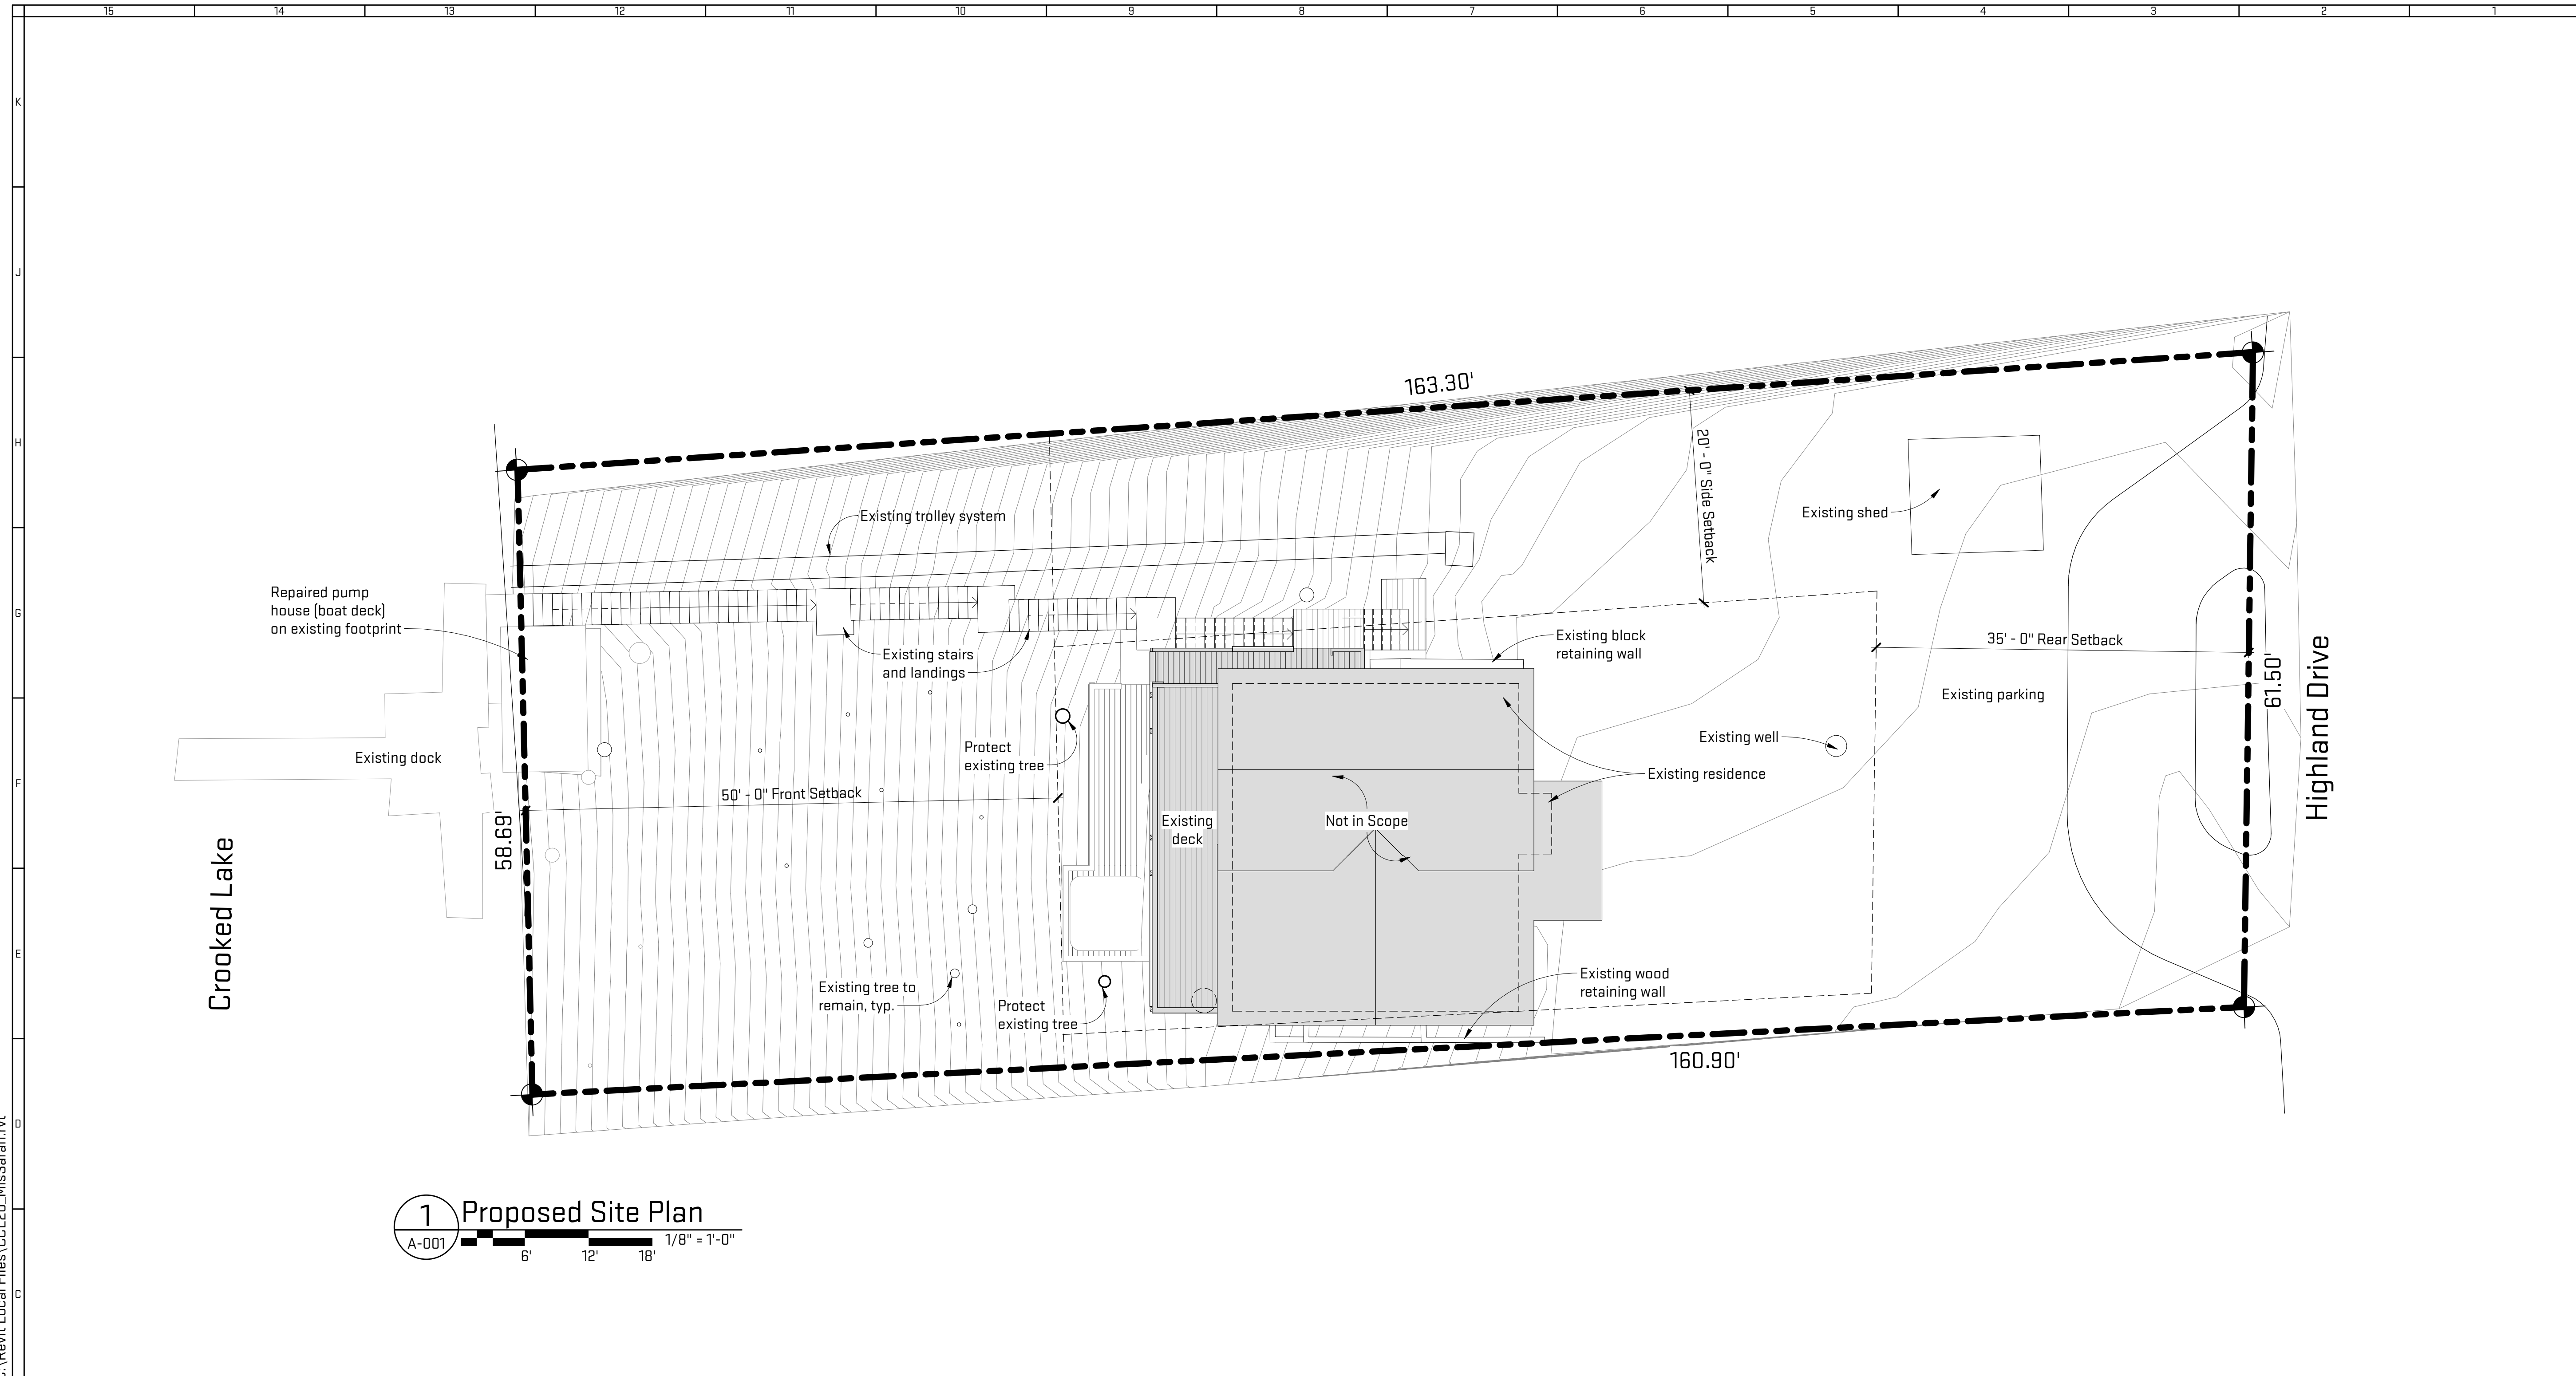 15 14 13 12 11 10 9 8 7 6 5 4 3 2 1
K
J
H
G
F
E
D
C
163.30'
20' - 0" Side Setback
Existing shed
Existing trolley system
Repaired pump
house (boat deck)
on existing footprint
Existing stairs
and landings
Existing block
retaining wall
35' - 0" Rear Setback
61.50'
Highland Drive
Existing parking
Existing well
Protect
existing tree
Existing dock
Existing residence
50' - 0" Front Setback
58.69'
Crooked Lake
Existing
deck
Not in Scope
Existing tree to
remain, typ.
Protect
existing tree
Existing wood
retaining wall
160.90'
1
A-001
Proposed Site Plan
1/8" = 1'-0"
6' 12' 18'